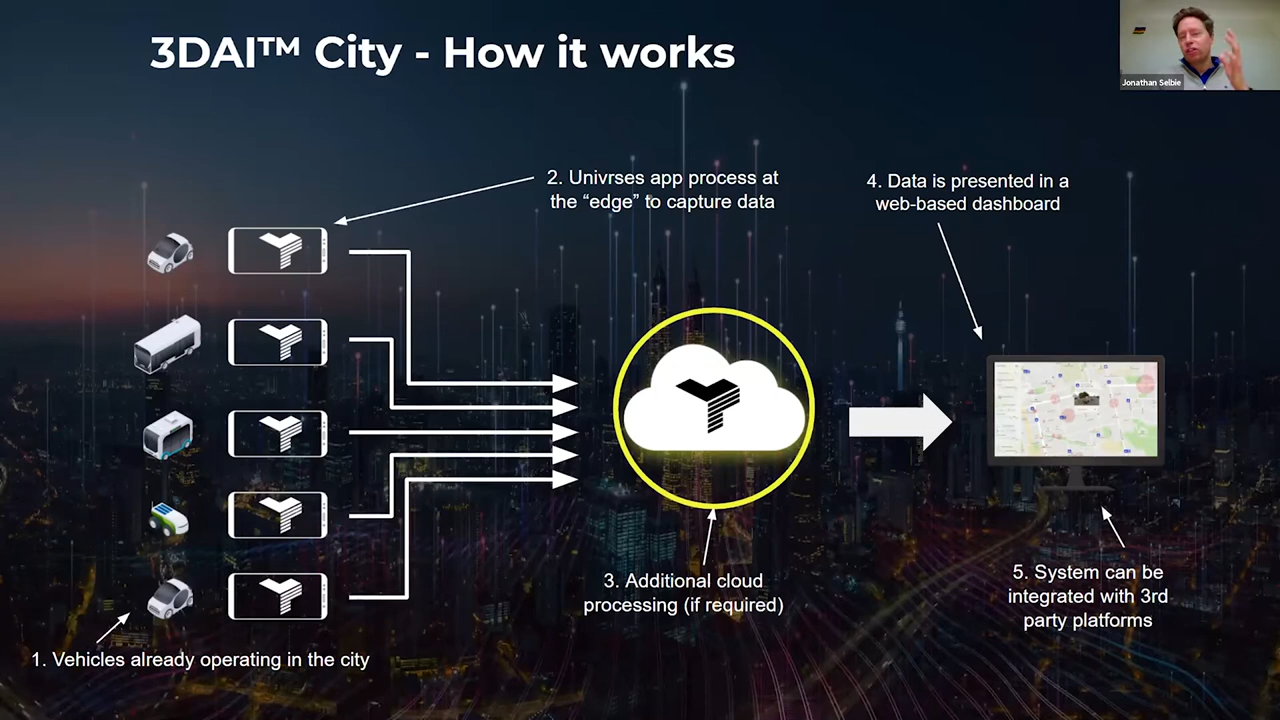 3DAI™ City - How it works
Jonathan Selbie
2. Univrses app process at
the “edge” to capture data
4. Data is presented in a
web-based dashboard
3. Additional cloud
processing (if required)
5. System can be
integrated with 3rd
party platforms
1. Vehicles already operating in the city